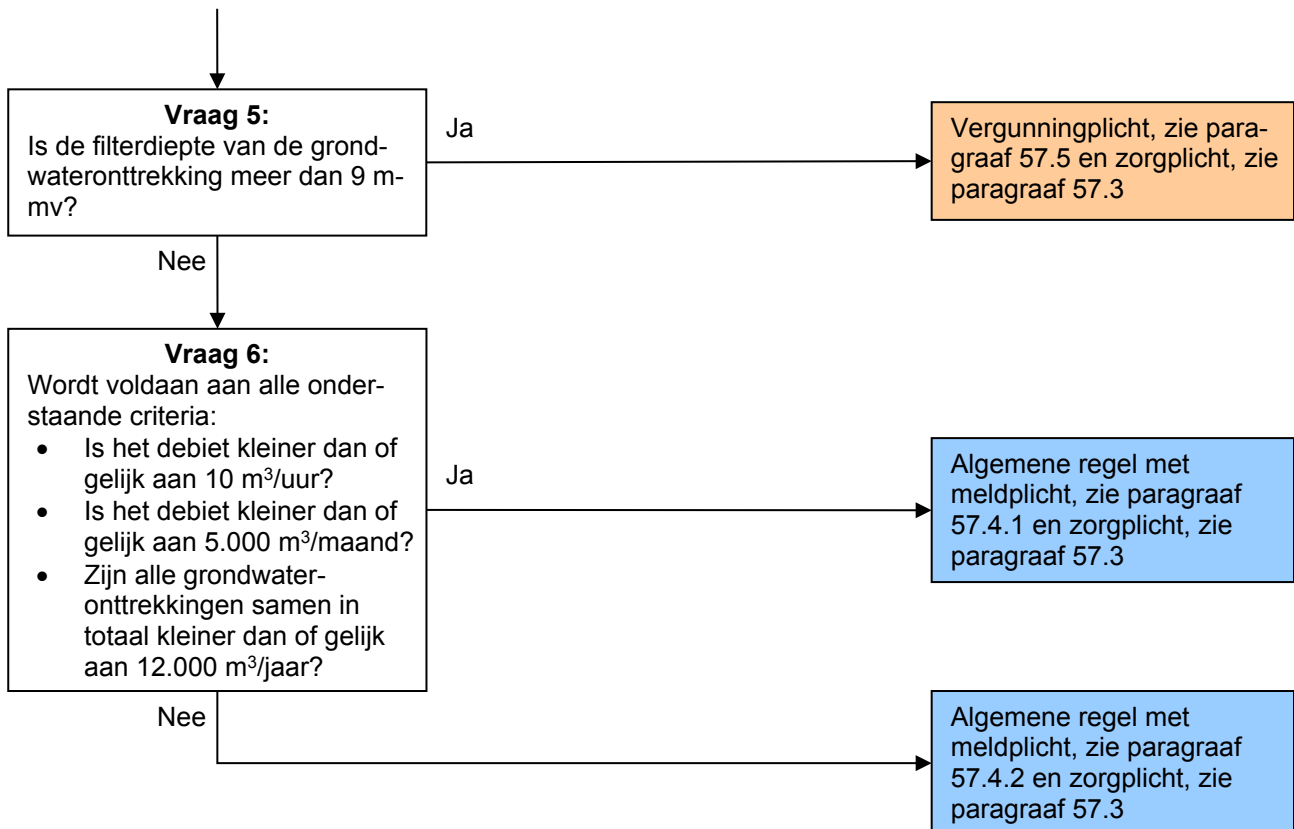 Vraag 5:
Is de filterdiepte van de grond-
wateronttrekking meer dan 9 m-
mv?
Ja
Vergunningplicht, zie para-
graaf 57.5 en zorgplicht, zie
paragraaf 57.3
Nee
Vraag 6:
Wordt voldaan aan alle onder-
staande criteria:
• Is het debiet kleiner dan of
gelijk aan 10 m³/uur?
• Is het debiet kleiner dan of
gelijk aan 5.000 m³/maand?
• Zijn alle grondwater-
onttrekkingen samen in
totaal kleiner dan of gelijk
aan 12.000 m³/jaar?
Ja
Algemene regel met
meldplicht, zie paragraaf
57.4.1 en zorgplicht, zie
paragraaf 57.3
Nee
Algemene regel met
meldplicht, zie paragraaf
57.4.2 en zorgplicht, zie
paragraaf 57.3